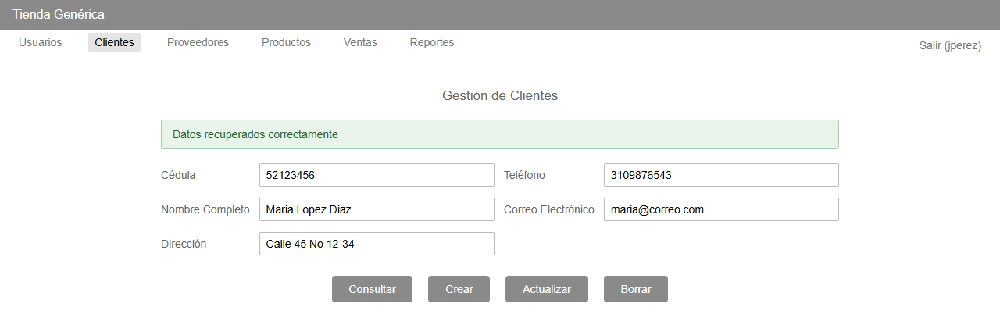 Tienda Genérica
Usuarios Clientes Proveedores Productos Ventas Reportes Salir (jperez)
Gestión de Clientes
Datos recuperados correctamente
Cédula 52123456 Teléfono 3109876543
Nombre Completo Maria Lopez Diaz Correo Electrónico maria@correo.com
Dirección Calle 45 No 12-34
Consultar Crear Actualizar Borrar